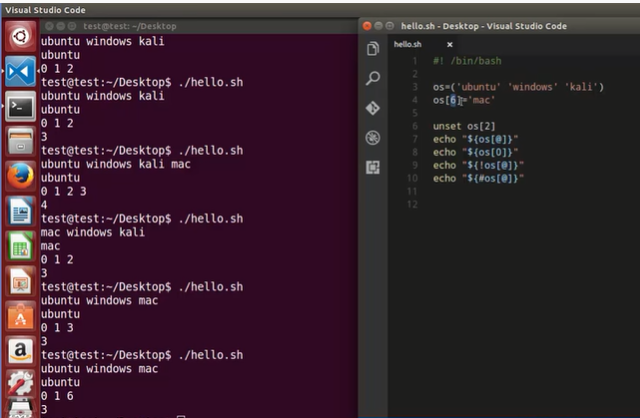 Visual Studio Code
test@test: ~/Desktop
ubuntu windows kali
ubuntu
0 1 2
test@test:~/Desktop$ ./hello.sh
ubuntu windows kali
ubuntu
0 1 2
3
test@test:~/Desktop$ ./hello.sh
ubuntu windows kali mac
ubuntu
0 1 2 3
4
test@test:~/Desktop$ ./hello.sh
mac windows kali
mac
0 1 2
3
test@test:~/Desktop$ ./hello.sh
ubuntu windows mac
ubuntu
0 1 3
3
test@test:~/Desktop$ ./hello.sh
ubuntu windows mac
ubuntu
0 1 6
3
hello.sh - Desktop - Visual Studio Code
hello.sh
1 #! /bin/bash
2
3 os=('ubuntu' 'windows' 'kali')
4 os[6]='mac'
5
6 unset os[2]
7 echo "${os[@]}"
8 echo "${os[0]}"
9 echo "${!os[@]}"
10 echo "${#os[@]}"
11
12